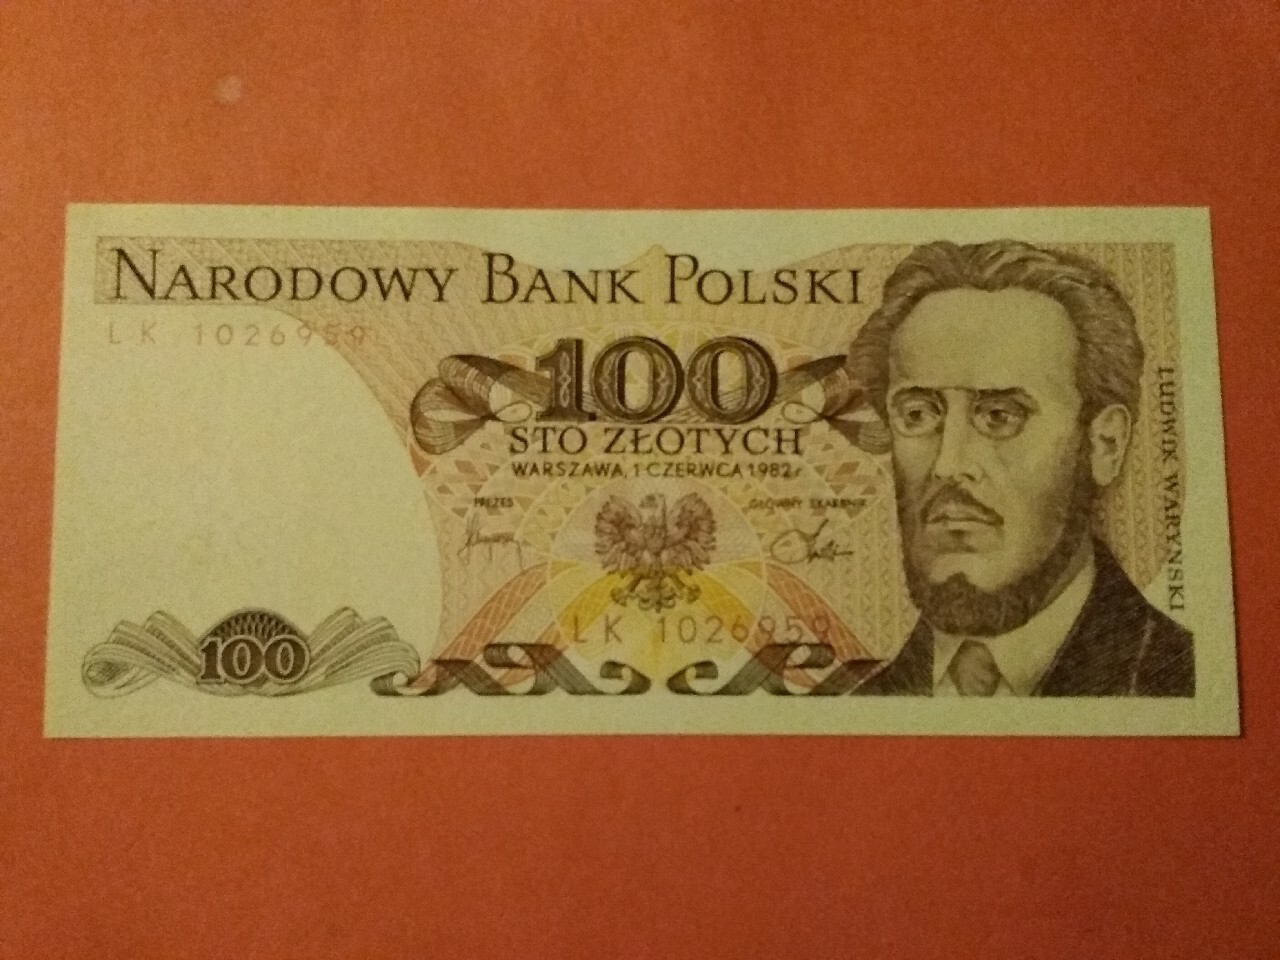 NARODOWY BANK POLSKI
LK 1026959
100
STO ZŁOTYCH
WARSZAWA, 1 CZERWCA 1982 r
PREZES
GŁÓWNY SKARBNIK
LK 1026959
100
LUDWIK WARYŃSKI